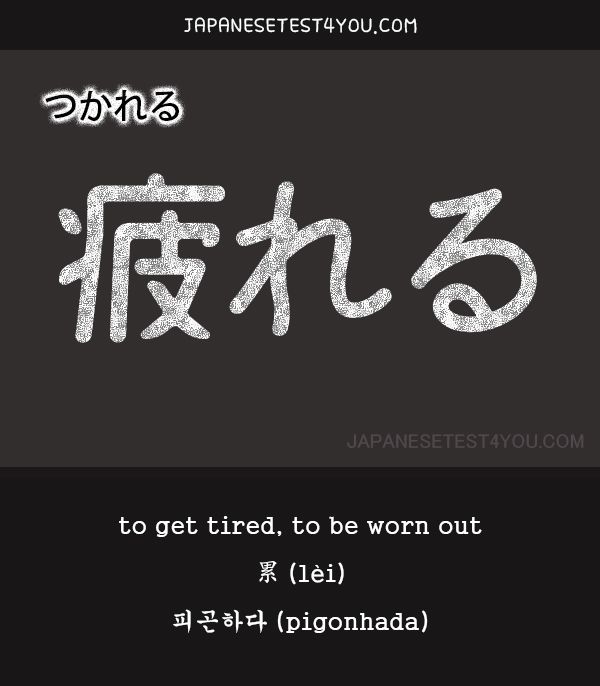 JAPANESETEST4YOU.COM
つかれる
疲れる
JAPANESETEST4YOU.COM
to get tired, to be worn out
累 (lèi)
피곤하다 (pigonhada)